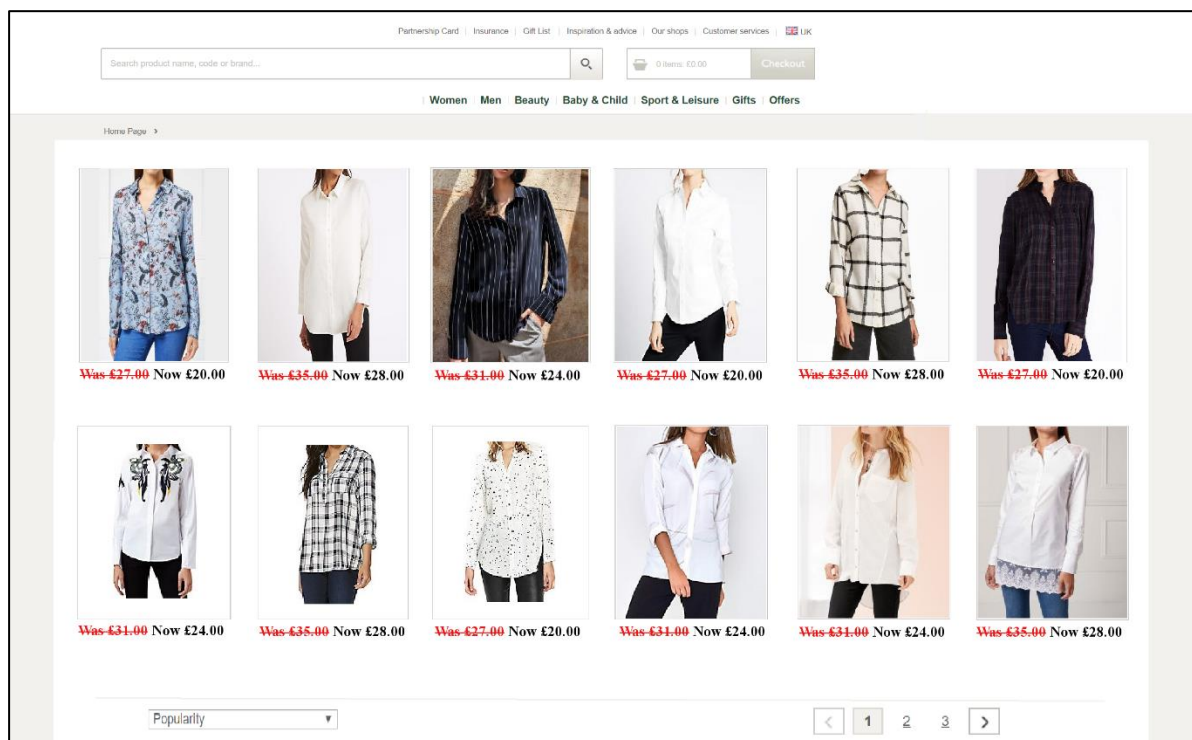 Partnership Card | Insurance | Gift List | Inspiration & advice | Our shops | Customer services | UK
Search product name, code or brand...
0 items: £0.00
Checkout
Women | Men | Beauty | Baby & Child | Sport & Leisure | Gifts | Offers
Home Page >
Was £27.00 Now £20.00
Was £35.00 Now £28.00
Was £31.00 Now £24.00
Was £27.00 Now £20.00
Was £35.00 Now £28.00
Was £27.00 Now £20.00
Was £31.00 Now £24.00
Was £35.00 Now £28.00
Was £27.00 Now £20.00
Was £31.00 Now £24.00
Was £31.00 Now £24.00
Was £35.00 Now £28.00
Popularity
< 1 2 3 >